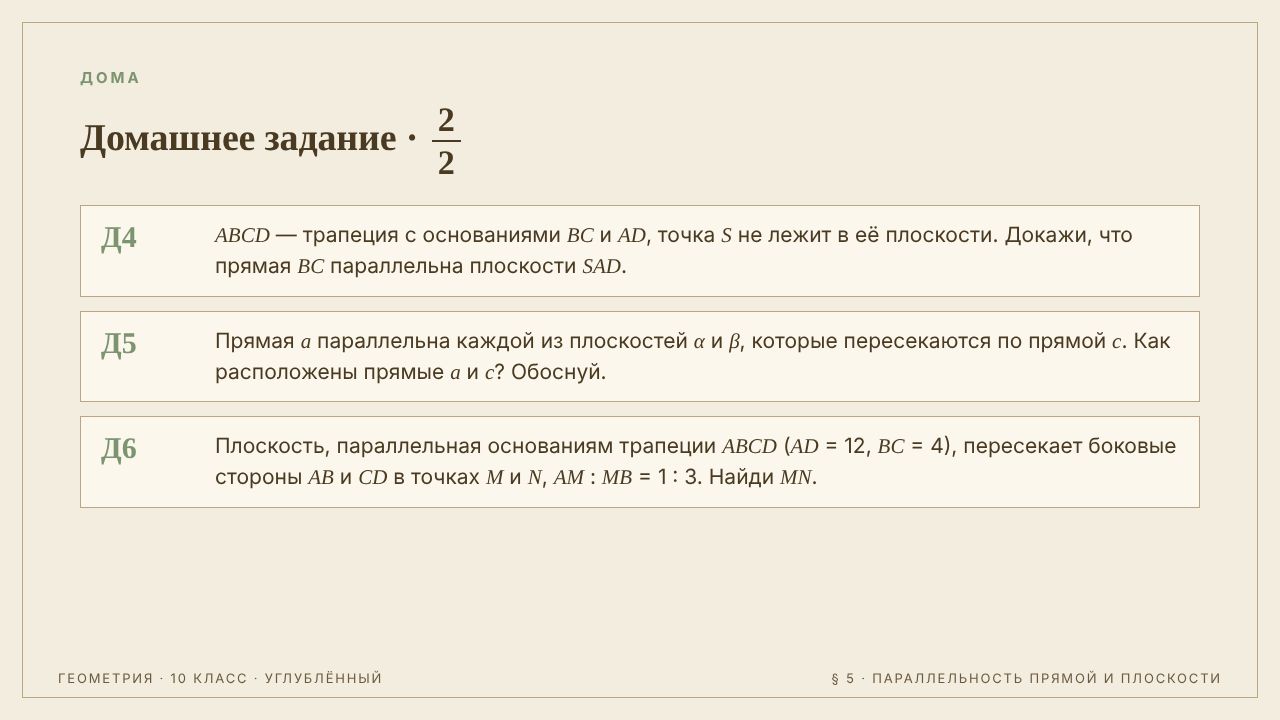 ДОМА
Домашнее задание · 2/2
Д4
ABCD — трапеция с основаниями BC и AD, точка S не лежит в её плоскости. Докажи, что
прямая BC параллельна плоскости SAD.
Д5
Прямая a параллельна каждой из плоскостей α и β, которые пересекаются по прямой c. Как
расположены прямые a и c? Обоснуй.
Д6
Плоскость, параллельная основаниям трапеции ABCD (AD = 12, BC = 4), пересекает боковые
стороны AB и CD в точках M и N, AM : MB = 1 : 3. Найди MN.
ГЕОМЕТРИЯ · 10 КЛАСС · УГЛУБЛЁННЫЙ
§ 5 · ПАРАЛЛЕЛЬНОСТЬ ПРЯМОЙ И ПЛОСКОСТИ